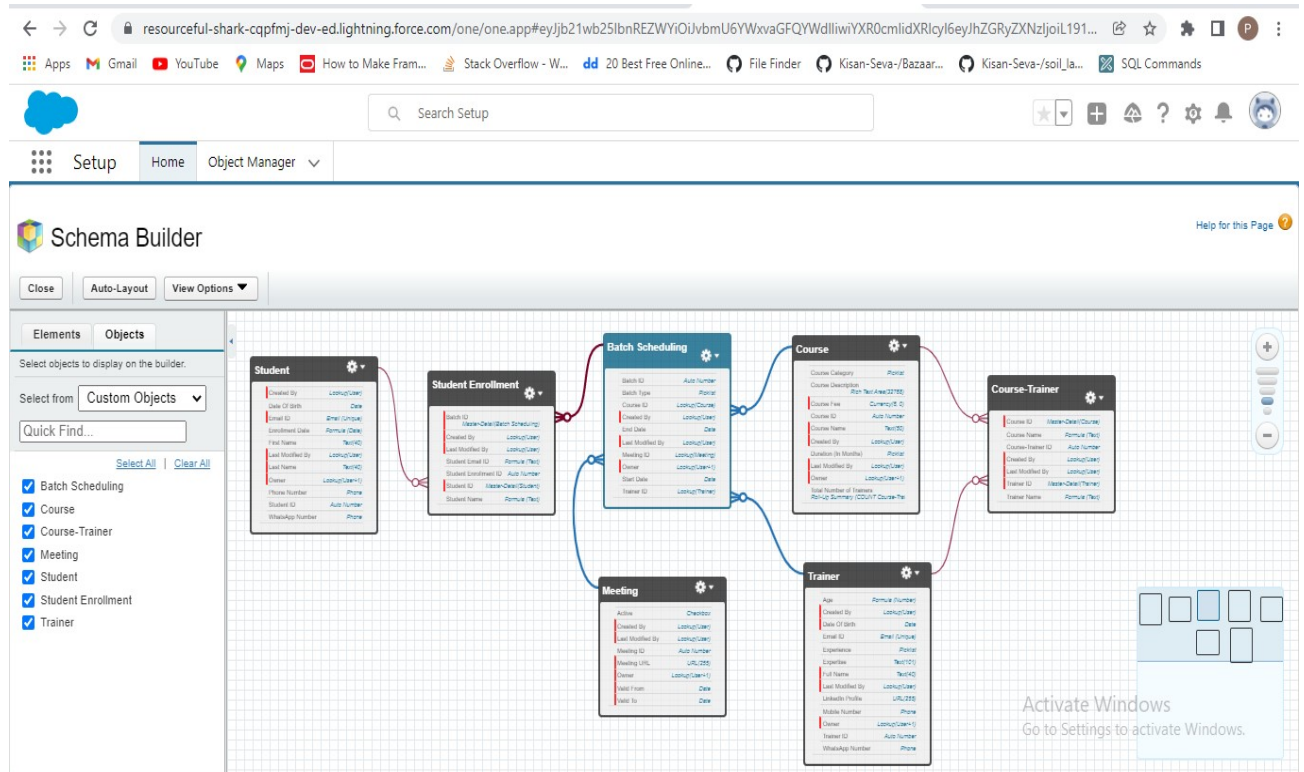 resourceful-shark-cqpfmj-dev-ed.lightning.force.com/one/one.app#eyJjb21wb25lbnREZWYiOiJvbmU6YWxvaGFQYWdlIiwiYXR0cmlidXRlcyI6eyJhZGRyZXNzIjoiL191...
P
Apps
Gmail
YouTube
Maps
How to Make Fram...
Stack Overflow - W...
dd 20 Best Free Online...
File Finder
Kisan-Seva-/Bazaar...
Kisan-Seva-/soil_la...
SQL Commands
Search Setup
Setup
Home
Object Manager
Schema Builder
Help for this Page
Close
Auto-Layout
View Options
Elements
Objects
Select objects to display on the builder.
Select from Custom Objects
Quick Find...
Select All | Clear All
Batch Scheduling
Course
Course-Trainer
Meeting
Student
Student Enrollment
Trainer
Student
Created By Lookup(User)
Date Of Birth Date
Email ID Email (Unique)
Enrollment Date Formula (Date)
First Name Text(40)
Last Modified By Lookup(User)
Last Name Text(40)
Owner Lookup(User+1)
Phone Number Phone
Student ID Auto Number
WhatsApp Number Phone
Student Enrollment
Batch ID
Master-Detail(Batch Scheduling)
Created By Lookup(User)
Last Modified By Lookup(User)
Student Email ID Formula (Text)
Student Enrollment ID Auto Number
Student ID Master-Detail(Student)
Student Name Formula (Text)
Batch Scheduling
Batch ID Auto Number
Batch Type Picklist
Course ID Lookup(Course)
Created By Lookup(User)
End Date Date
Last Modified By Lookup(User)
Meeting ID Lookup(Meeting)
Owner Lookup(User+1)
Start Date Date
Trainer ID Lookup(Trainer)
Course
Course Category Picklist
Course Description
Rich Text Area(32768)
Course Fee Currency(6, 0)
Course ID Auto Number
Course Name Text(50)
Created By Lookup(User)
Duration (In Months) Picklist
Last Modified By Lookup(User)
Owner Lookup(User+1)
Total Number of Trainers
Roll-Up Summary (COUNT Course-Trai
Course-Trainer
Course ID Master-Detail(Course)
Course Name Formula (Text)
Course-Trainer ID Auto Number
Created By Lookup(User)
Last Modified By Lookup(User)
Trainer ID Master-Detail(Trainer)
Trainer Name Formula (Text)
Meeting
Active Checkbox
Created By Lookup(User)
Last Modified By Lookup(User)
Meeting ID Auto Number
Meeting URL URL(255)
Owner Lookup(User+1)
Valid From Date
Valid To Date
Trainer
Age Formula (Number)
Created By Lookup(User)
Date Of Birth Date
Email ID Email (Unique)
Experience Picklist
Expertise Text(101)
Full Name Text(40)
Last Modified By Lookup(User)
LinkedIn Profile URL(255)
Mobile Number Phone
Owner Lookup(User+1)
Trainer ID Auto Number
WhatsApp Number Phone
Activate Windows
Go to Settings to activate Windows.